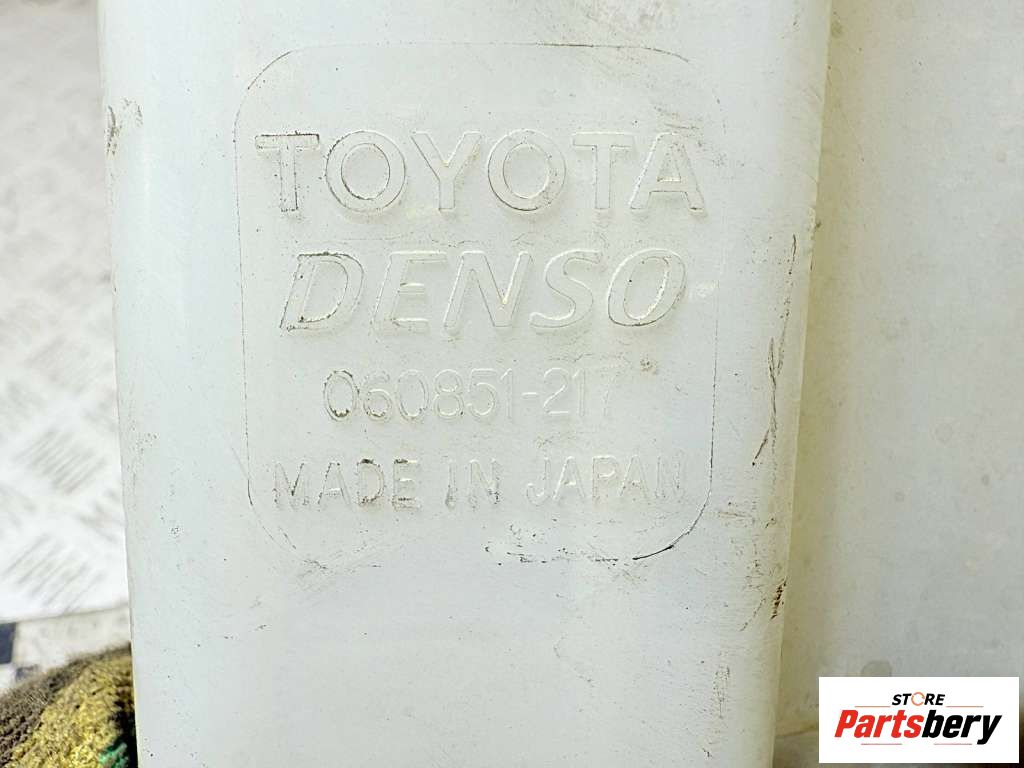 TOYOTA
DENSO
060851-217
MADE IN JAPAN
STORE
Partsbery